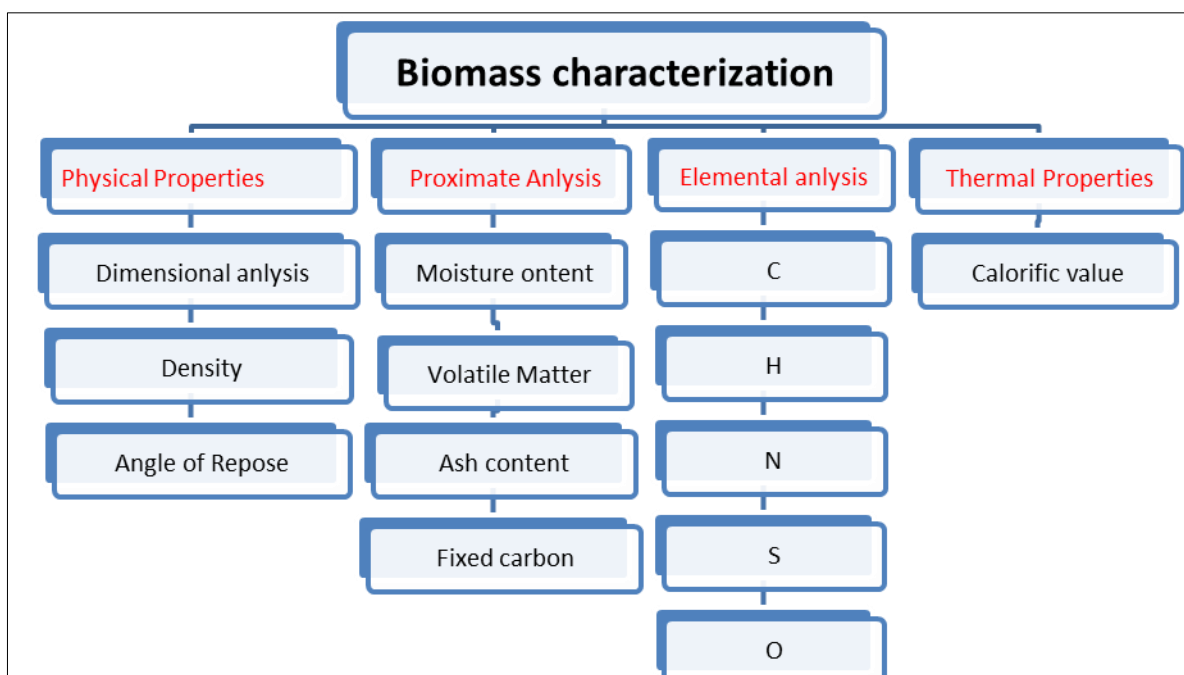 Biomass characterization
Physical Properties
Proximate Anlysis
Elemental anlysis
Thermal Properties
Dimensional anlysis
Moisture ontent
C
Calorific value
Density
Volatile Matter
H
Angle of Repose
Ash content
N
Fixed carbon
S
O